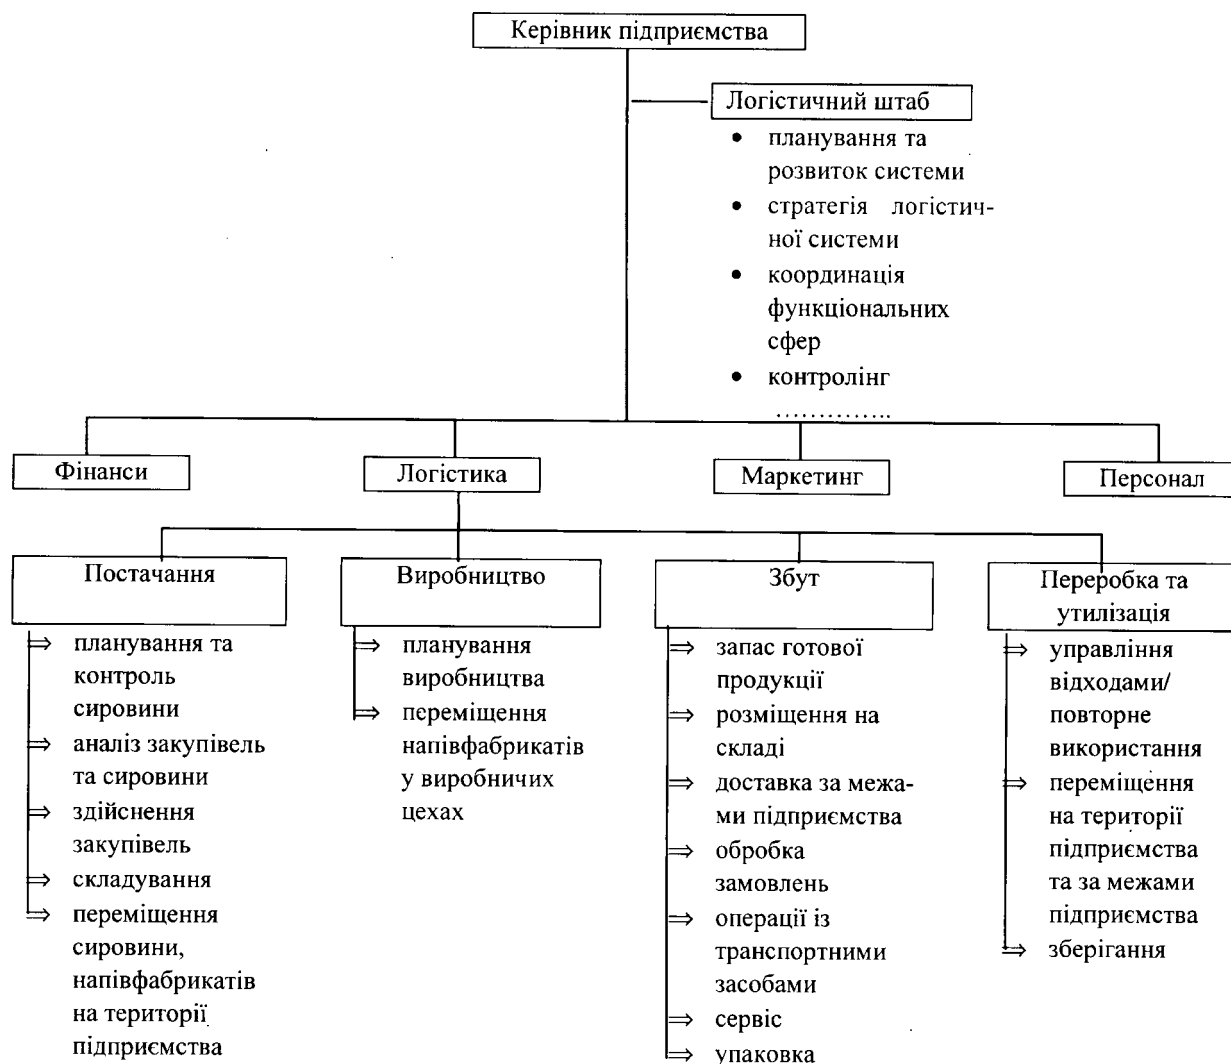 Керівник підприємства
Логістичний штаб
• планування та
розвиток системи
• стратегія логістич-
ної системи
• координація
функціональних
сфер
• контролінг
..............
Фінанси
Логістика
Маркетинг
Персонал
Постачання
⇒ планування та
контроль
сировини
⇒ аналіз закупівель
та сировини
⇒ здійснення
закупівель
⇒ складування
⇒ переміщення
сировини,
напівфабрикатів
на території
підприємства
Виробництво
⇒ планування
виробництва
⇒ переміщення
напівфабрикатів
у виробничих
цехах
Збут
⇒ запас готової
продукції
⇒ розміщення на
складі
⇒ доставка за межа-
ми підприємства
⇒ обробка
замовлень
⇒ операції із
транспортними
засобами
⇒ сервіс
⇒ упаковка
Переробка та
утилізація
⇒ управління
відходами/
повторне
використання
⇒ переміщення
на території
підприємства
та за межами
підприємства
⇒ зберігання